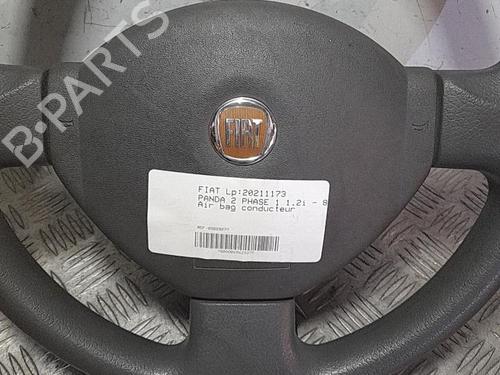 B-PARTS
FIAT
FIAT Lp:20211173
PANDA 2 PHASE 1 1.2i - 8
Air bag conducteur